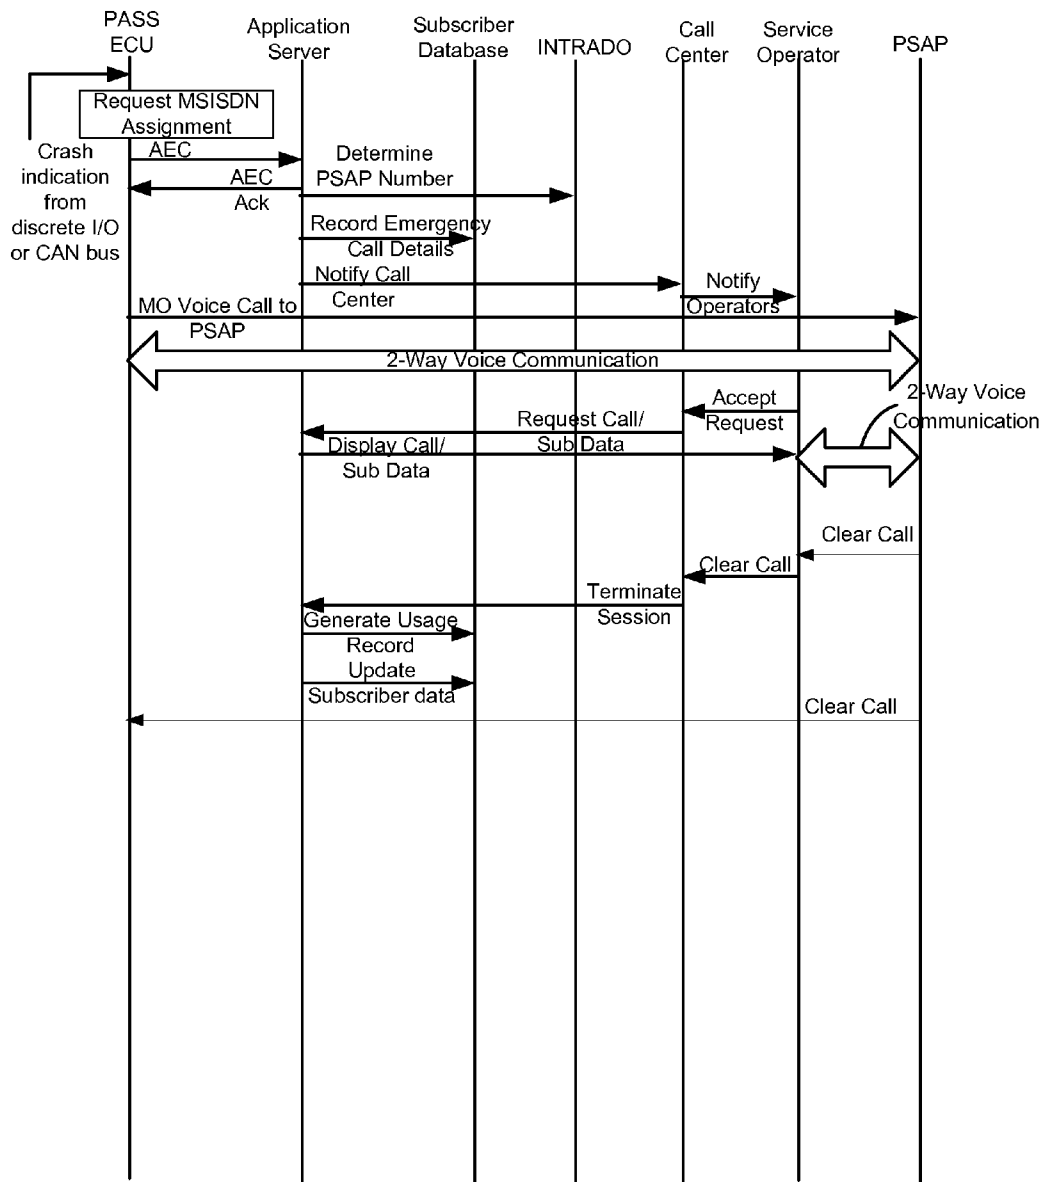 PASS
ECU
Application
Server
Subscriber
Database
INTRADO
Call
Center
Service
Operator
PSAP
Request MSISDN
Assignment
Crash
indication
from
discrete I/O
or CAN bus
AEC
AEC
Ack
Determine
PSAP Number
Record Emergency
Call Details
Notify Call
Center
Notify
Operators
MO Voice Call to
PSAP
2-Way Voice Communication
Accept
Request
2-Way Voice
Communication
Request Call/
Sub Data
Display Call/
Sub Data
Clear Call
Clear Call
Terminate
Session
Generate Usage
Record
Update
Subscriber data
Clear Call